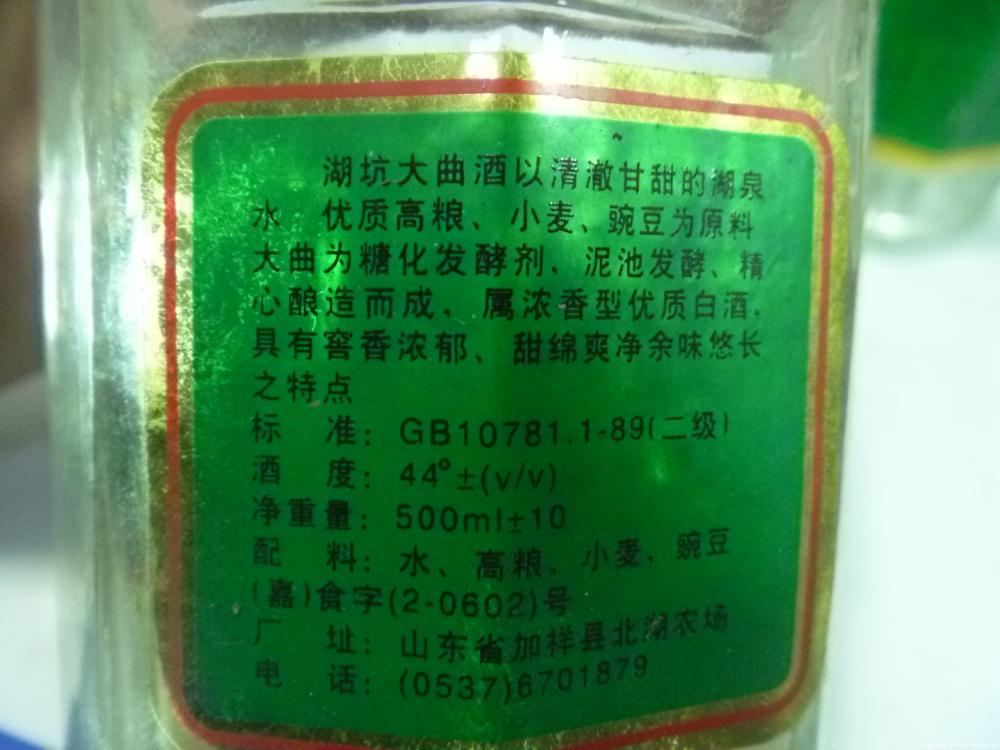 湖坑大曲酒以清澈甘甜的湖泉
水 优质高粮、小麦、豌豆为原料
大曲为糖化发酵剂、泥池发酵、精
心酿造而成，属浓香型优质白酒，
具有窖香浓郁、甜绵爽净余味悠长
之特点
标 准：GB10781.1-89(二级)
酒 度：44°±(v/v)
净重量：500ml±10
配 料：水、高粮、小麦、豌豆
(嘉)食字(2-0602)号
厂 址：山东省加祥县北湖农场
电 话：(0537)6701879